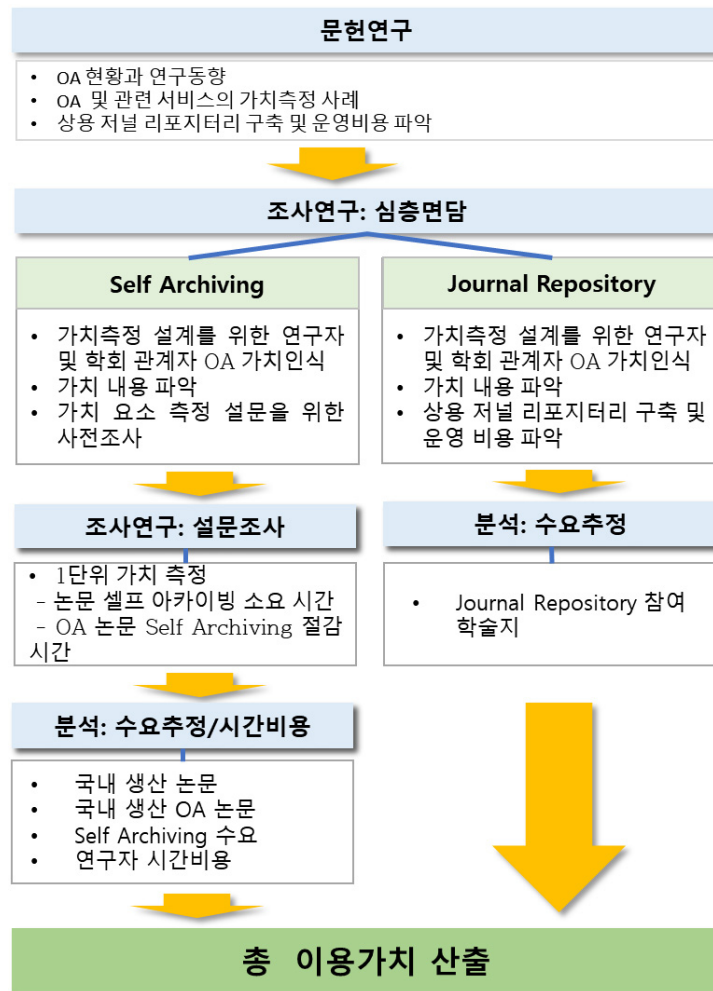 문헌연구
• OA 현황과 연구동향
• OA 및 관련 서비스의 가치측정 사례
• 상용 저널 리포지터리 구축 및 운영비용 파악
조사연구: 심층면담
Self Archiving
• 가치측정 설계를 위한 연구자
및 학회 관계자 OA 가치인식
• 가치 내용 파악
• 가치 요소 측정 설문을 위한
사전조사
Journal Repository
• 가치측정 설계를 위한 연구자
및 학회 관계자 OA 가치인식
• 가치 내용 파악
• 상용 저널 리포지터리 구축 및
운영 비용 파악
조사연구: 설문조사
• 1단위 가치 측정
- 논문 셀프 아카이빙 소요 시간
- OA 논문 Self Archiving 절감
시간
분석: 수요추정
• Journal Repository 참여
학술지
분석: 수요추정/시간비용
• 국내 생산 논문
• 국내 생산 OA 논문
• Self Archiving 수요
• 연구자 시간비용
총 이용가치 산출